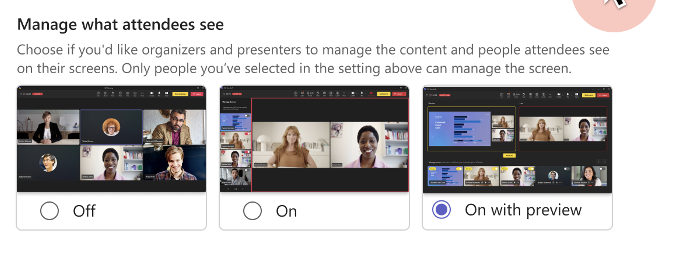 Manage what attendees see
Choose if you'd like organizers and presenters to manage the content and people attendees see
on their screens. Only people you've selected in the setting above can manage the screen.
Off
On
On with preview